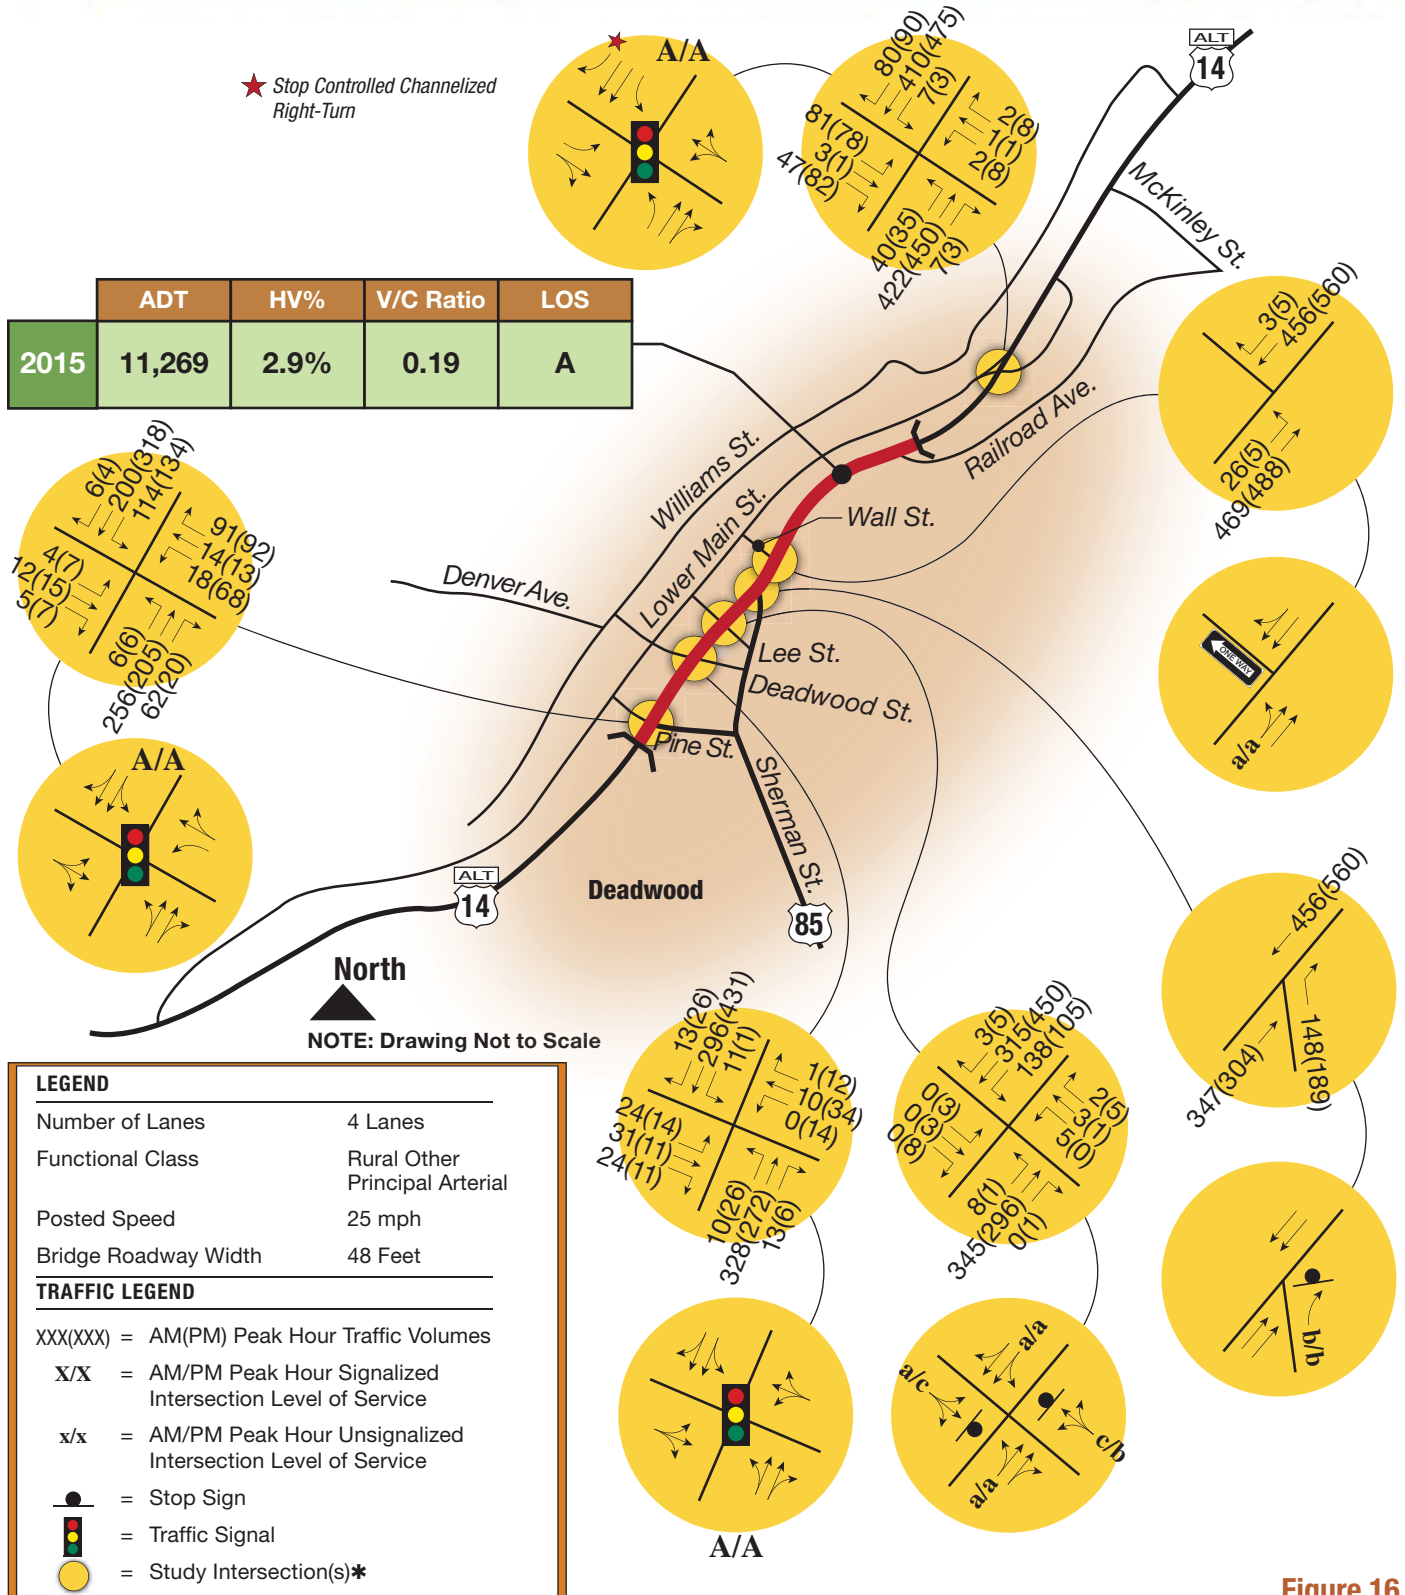 Stop Controlled Channelized
Right-Turn
A/A
80(90)
410(475)
7(3)
2(8)
1(1)
2(8)
81(78)
3(1)
47(82)
40(35)
422(450)
7(3)
ALT
14
McKinley St.
ADT HV% V/C Ratio LOS
2015 11,269 2.9% 0.19 A
3(5)
456(560)
26(5)
469(488)
Railroad Ave.
Williams St.
Lower Main St.
Wall St.
Denver Ave.
Lee St.
Deadwood St.
Pine St.
Sherman St.
6(4)
200(318)
114(134)
91(92)
14(13)
18(68)
4(7)
12(15)
5(7)
6(6)
256(205)
62(20)
A/A
ONE WAY
a/a
ALT
14
Deadwood
85
North
NOTE: Drawing Not to Scale
456(560)
148(189)
347(304)
13(26)
296(431)
11(1)
1(12)
10(34)
0(14)
24(14)
31(11)
24(11)
10(26)
328(272)
13(6)
3(5)
315(450)
138(105)
2(5)
3(1)
5(0)
0(3)
0(3)
0(8)
8(1)
345(296)
0(1)
b/b
a/a
a/c
c/b
a/a
A/A
LEGEND
Number of Lanes 4 Lanes
Functional Class Rural Other
Principal Arterial
Posted Speed 25 mph
Bridge Roadway Width 48 Feet
TRAFFIC LEGEND
XXX(XXX) = AM(PM) Peak Hour Traffic Volumes
X/X = AM/PM Peak Hour Signalized
Intersection Level of Service
x/x = AM/PM Peak Hour Unsignalized
Intersection Level of Service
= Stop Sign
= Traffic Signal
= Study Intersection(s)✱
Figure 16